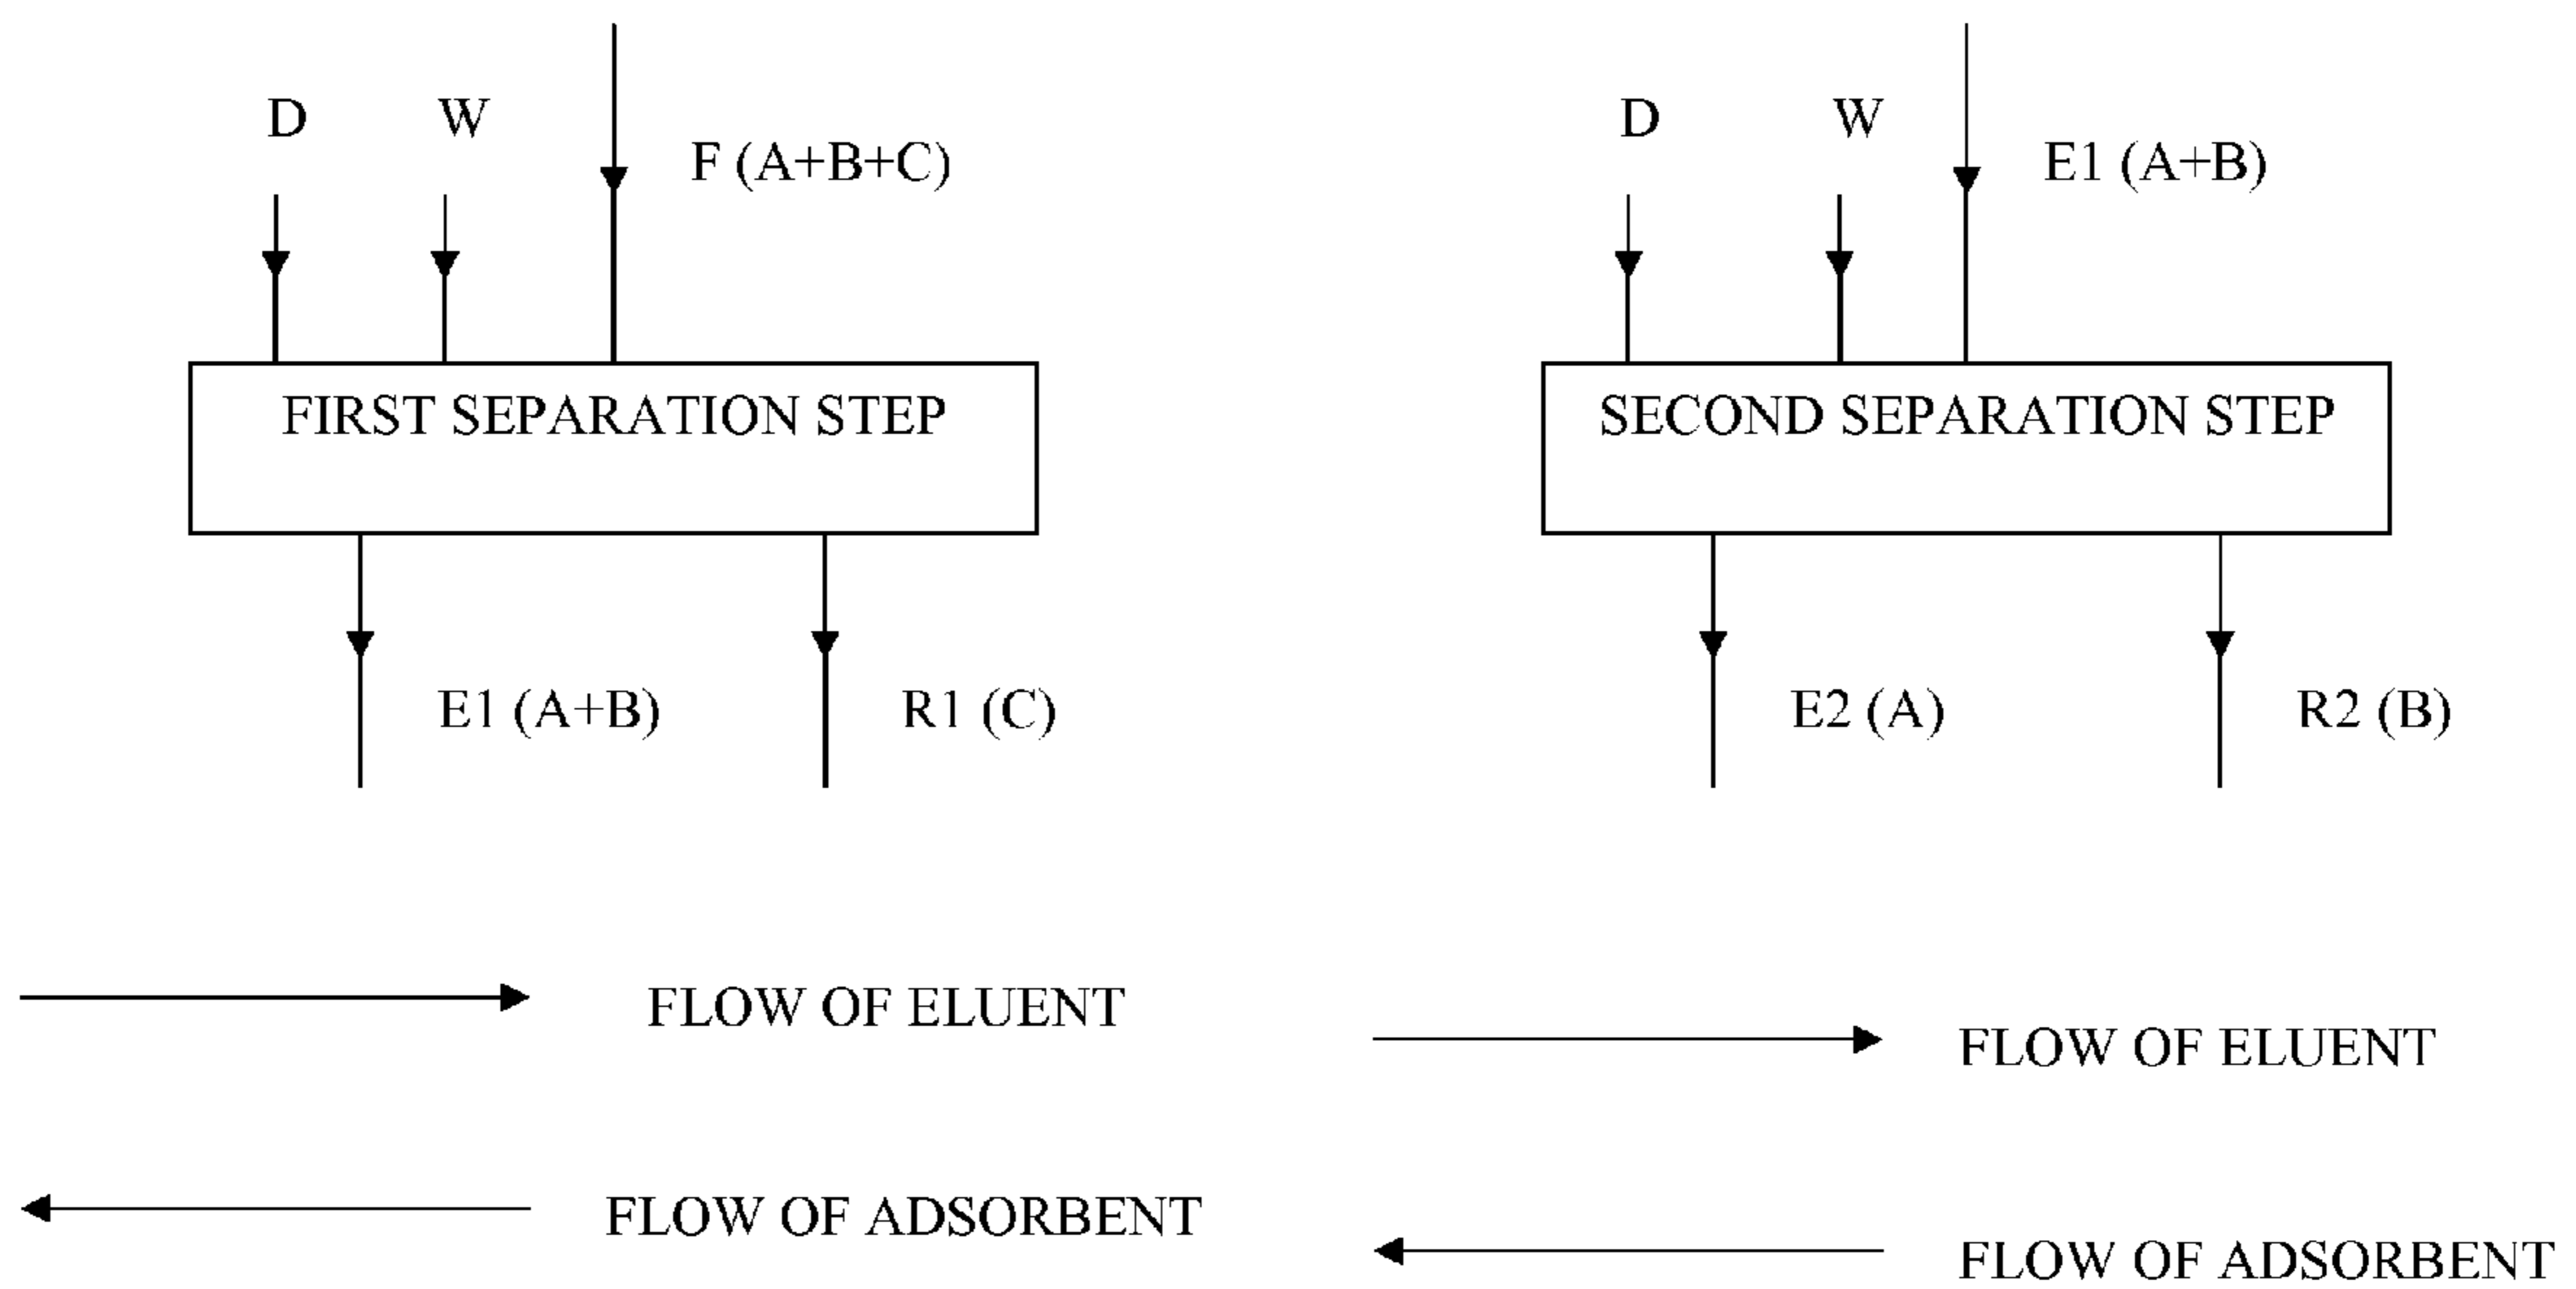 D
W
F (A+B+C)
FIRST SEPARATION STEP
E1 (A+B)
R1 (C)
FLOW OF ELUENT
FLOW OF ADSORBENT
D
W
E1 (A+B)
SECOND SEPARATION STEP
E2 (A)
R2 (B)
FLOW OF ELUENT
FLOW OF ADSORBENT